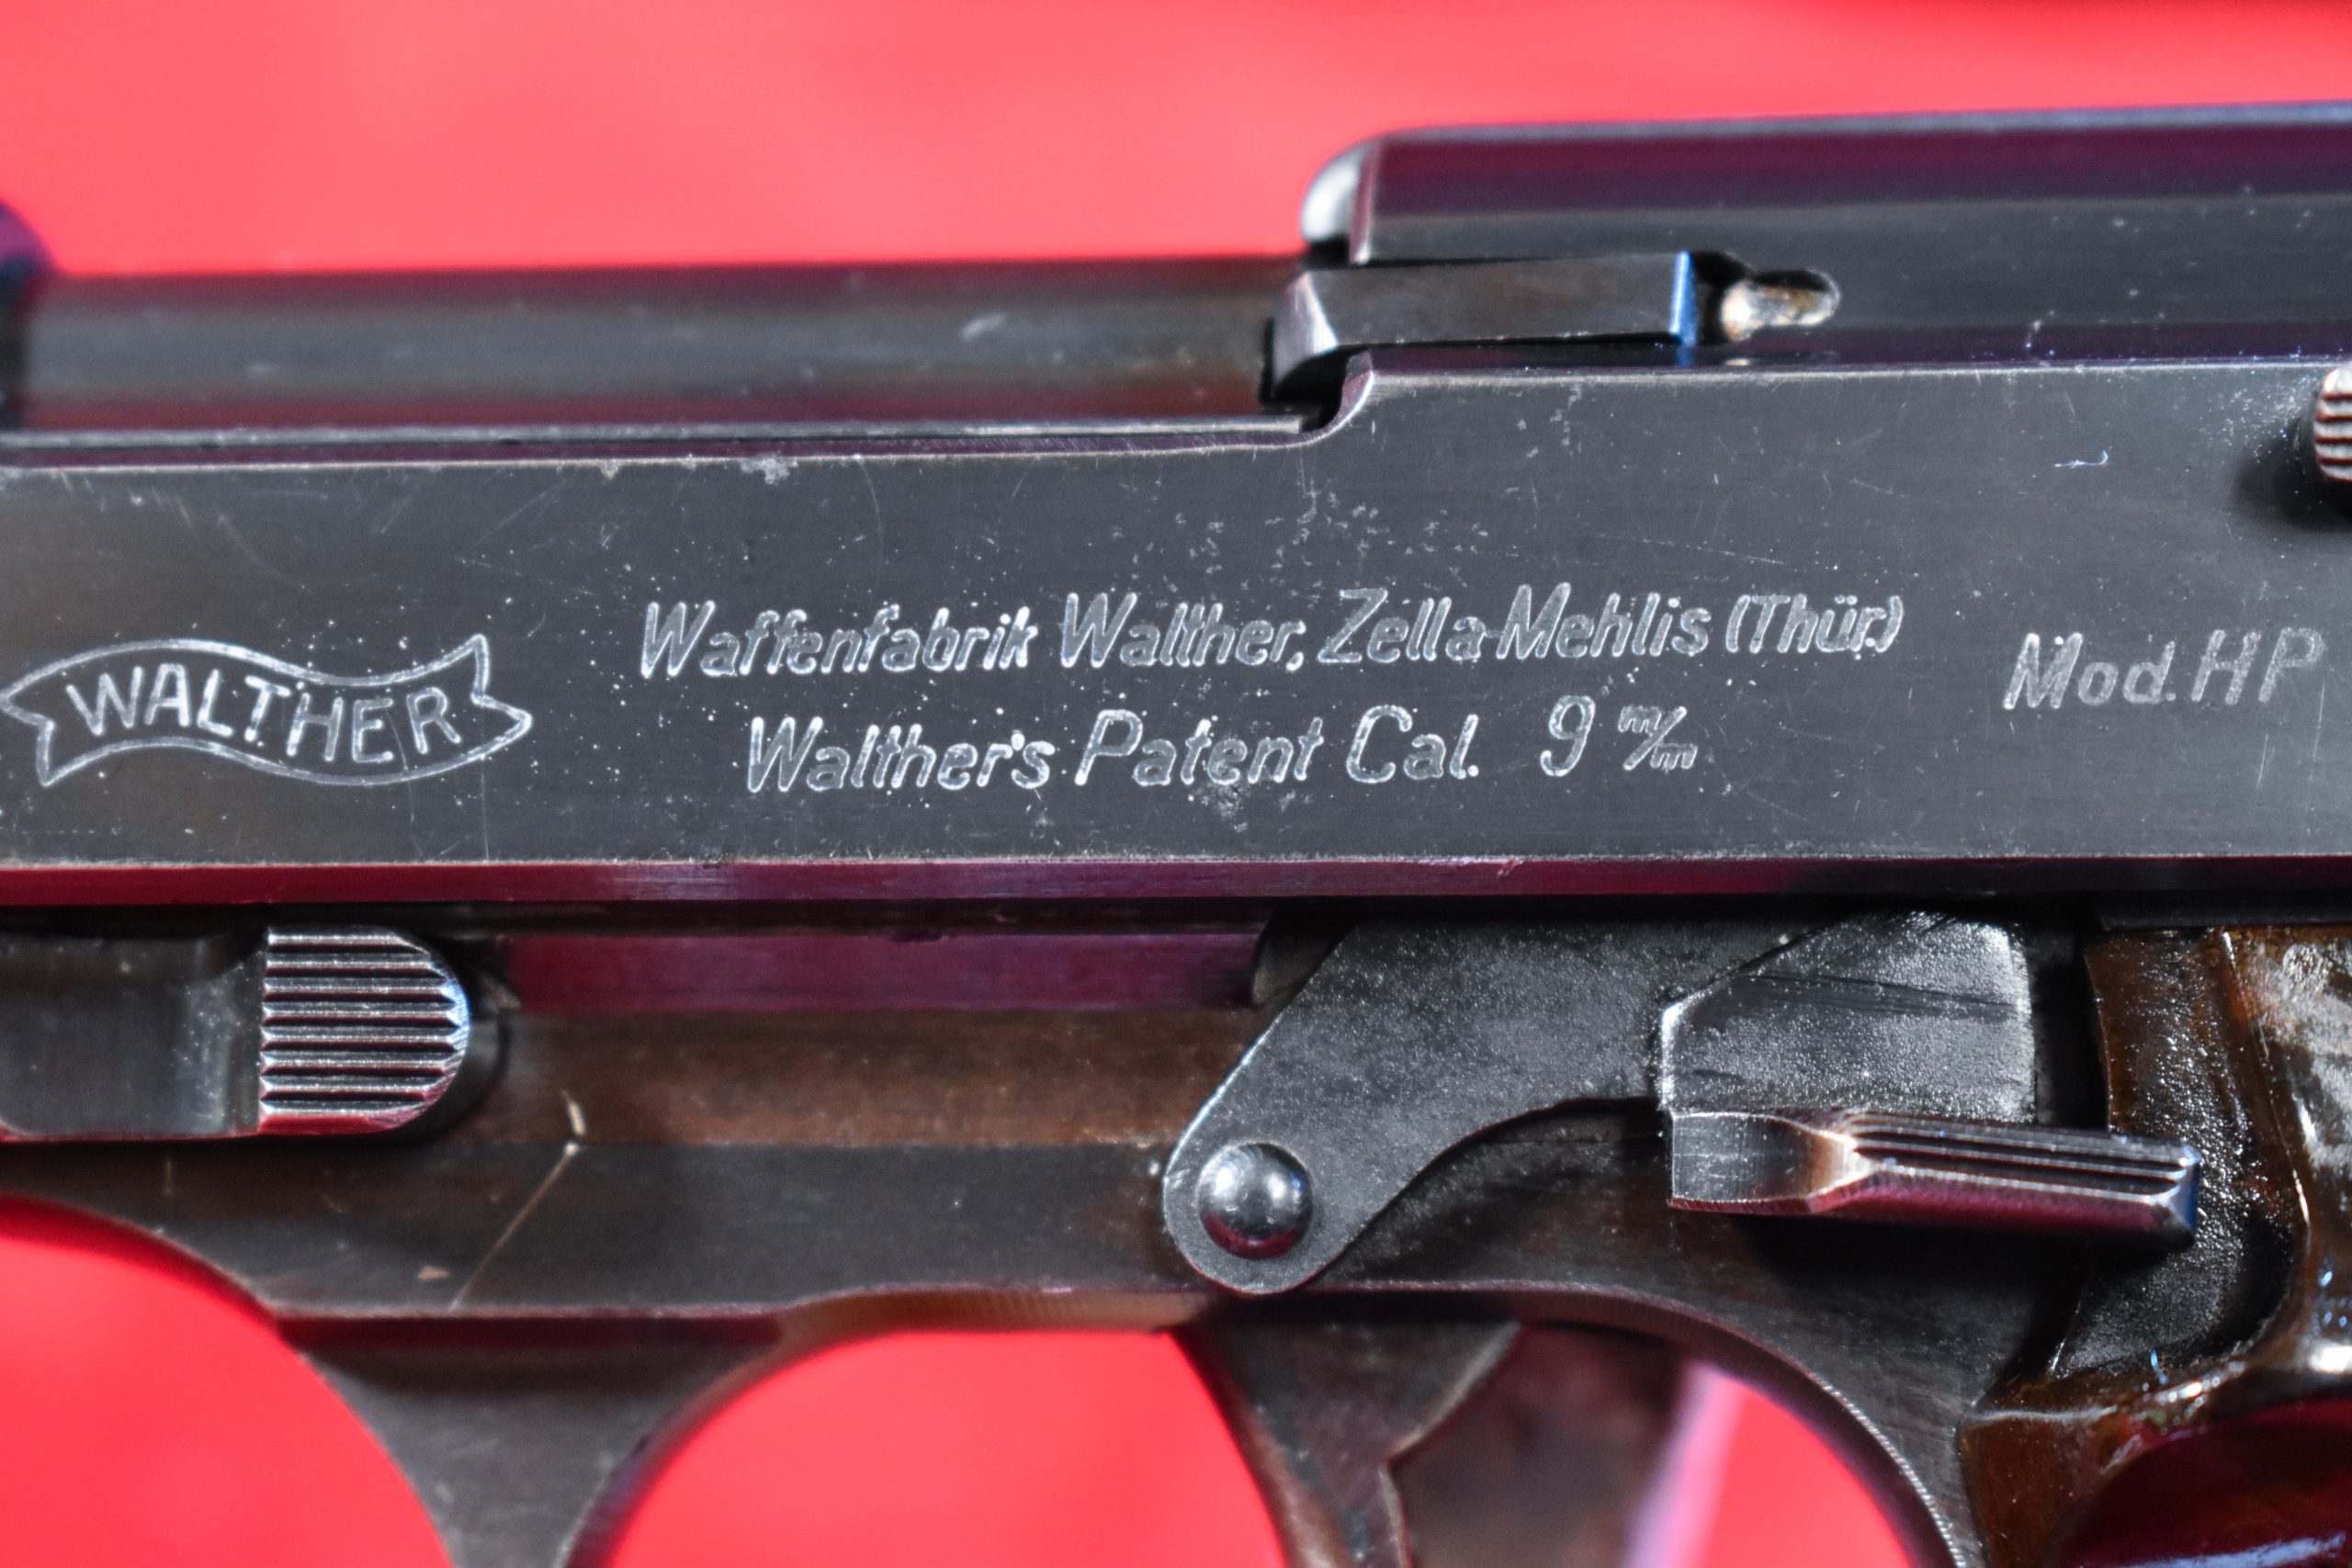 WALTHER
Waffenfabrik Walther, Zella-Mehlis (Thür.)
Walther's Patent Cal. 9 m/m
Mod. HP